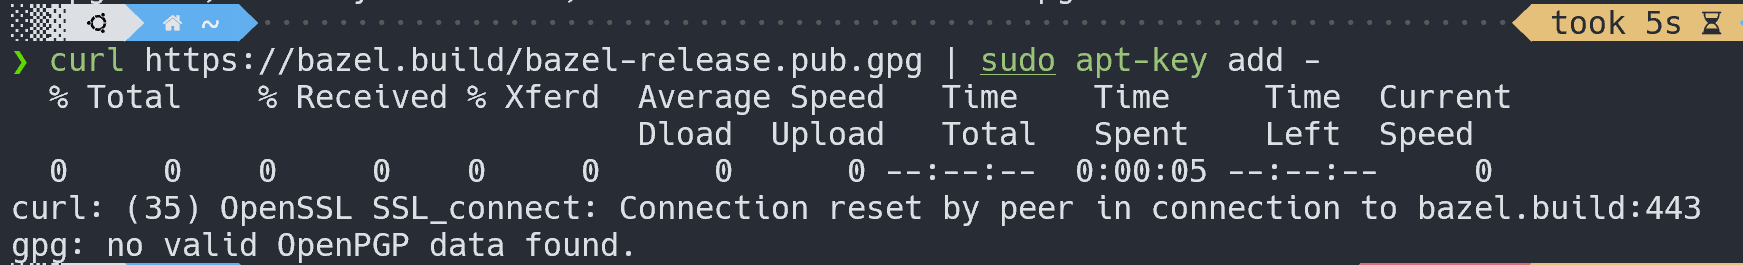 ~ took 5s
❯ curl https://bazel.build/bazel-release.pub.gpg | sudo apt-key add -
% Total % Received % Xferd Average Speed Time Time Time Current
Dload Upload Total Spent Left Speed
0 0 0 0 0 0 0 0 --:--:-- 0:00:05 --:--:-- 0
curl: (35) OpenSSL SSL_connect: Connection reset by peer in connection to bazel.build:443
gpg: no valid OpenPGP data found.